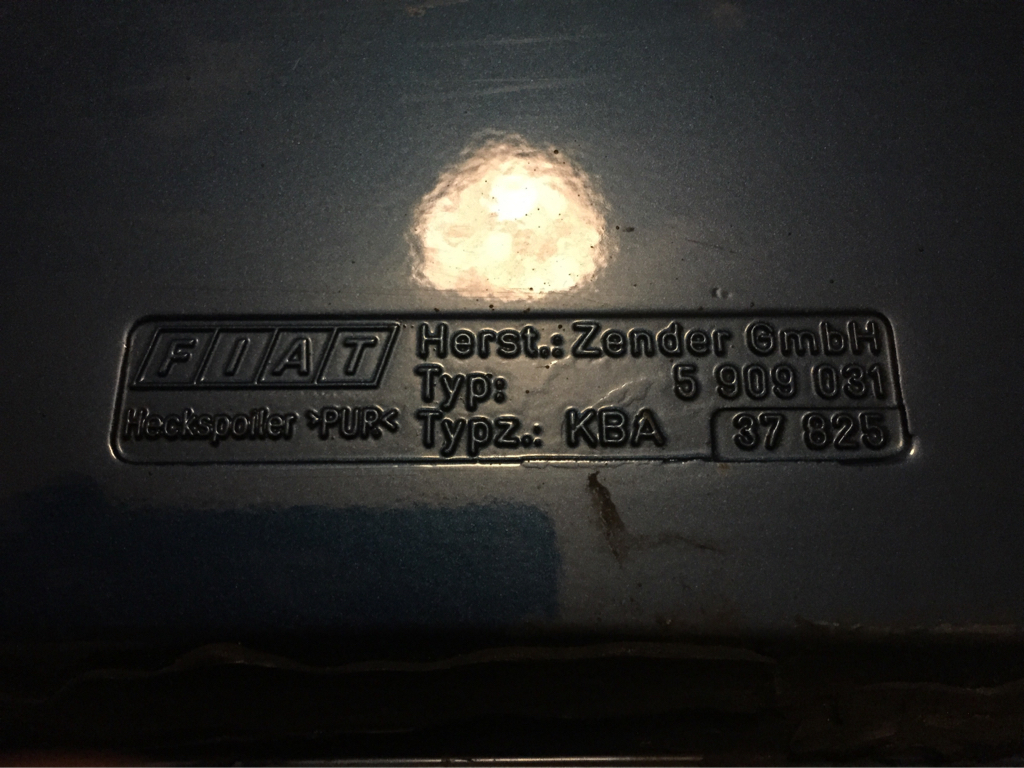 FIAT Herst.: Zender GmbH
Typ: 5 909 031
Heckspoiler >PUR< Typz.: KBA 37 825